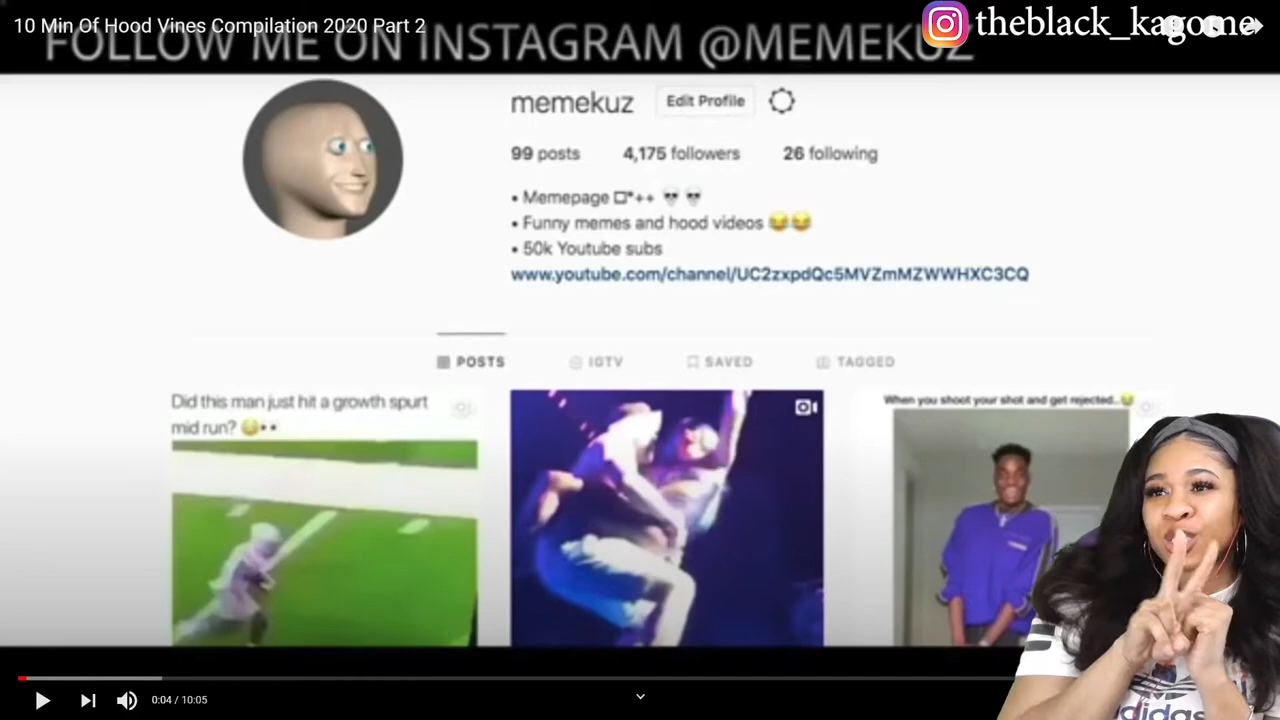 10 Min Of Hood Vines Compilation 2020 Part 2
theblack_kagome
FOLLOW ME ON INSTAGRAM @MEMEKUZ
memekuz Edit Profile
99 posts 4,175 followers 26 following
• Memepage □*++ 💀 💀
• Funny memes and hood videos 😂😂
• 50k Youtube subs
www.youtube.com/channel/UC2zxpdQc5MVZmMZWWHXC3CQ
POSTS IGTV SAVED TAGGED
Did this man just hit a growth spurt
mid run? 😳••
When you shoot your shot and get rejected..😂
0:04 / 10:05
adidas